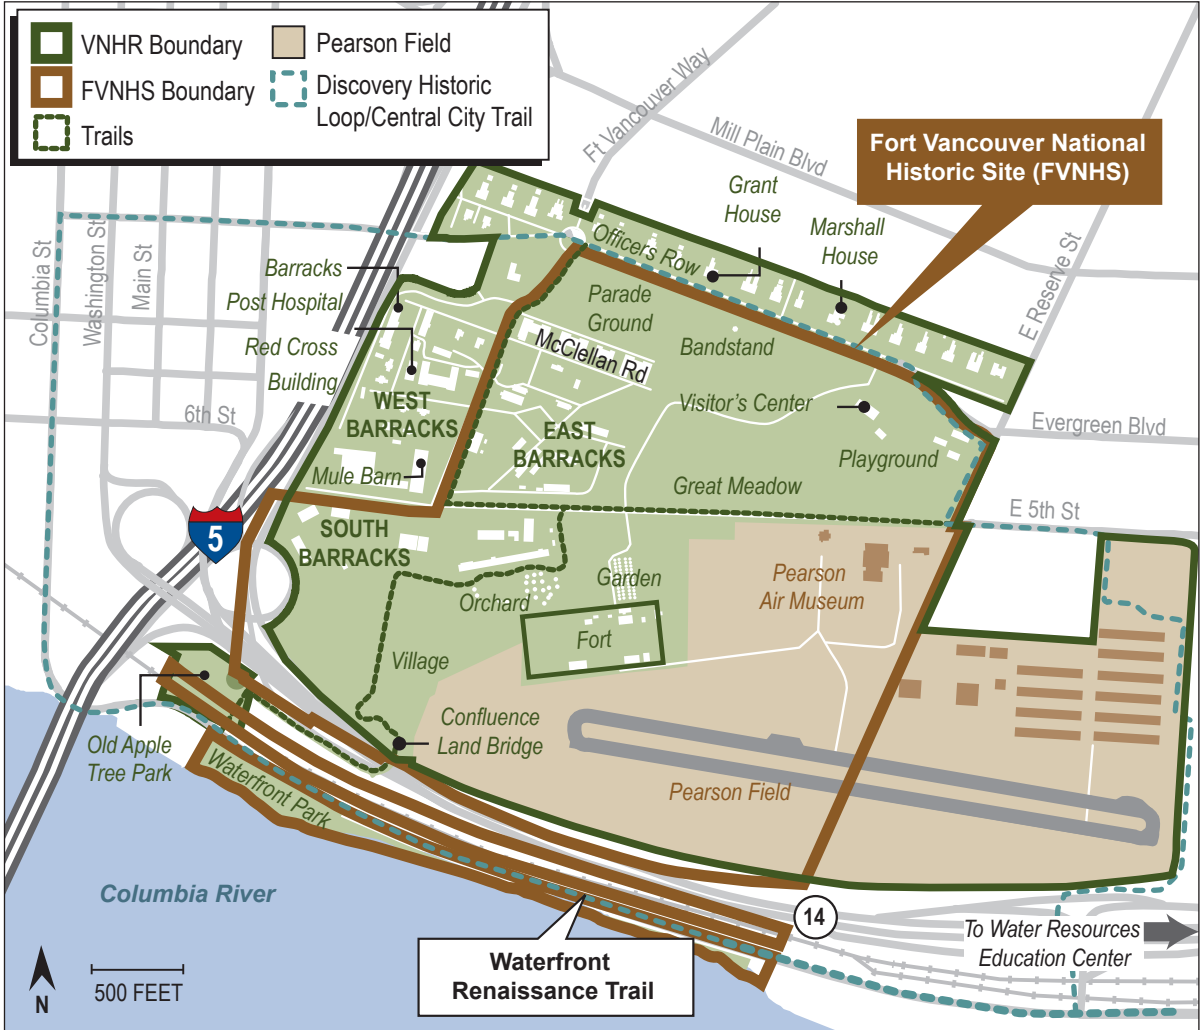 VNHR Boundary
FVNHS Boundary
Trails
Pearson Field
Discovery Historic
Loop/Central City Trail
Ft Vancouver Way
Mill Plain Blvd
Fort Vancouver National
Historic Site (FVNHS)
Grant
House
Marshall
House
Officers Row
E Reserve St
Columbia St
Washington St
Main St
Barracks
Post Hospital
Red Cross
Building
Parade
Ground
McClellan Rd
Bandstand
6th St
WEST
BARRACKS
EAST
BARRACKS
Visitor's Center
Evergreen Blvd
Playground
Mule Barn
Great Meadow
E 5th St
5
SOUTH
BARRACKS
Garden
Pearson
Air Museum
Orchard
Fort
Village
Confluence
Land Bridge
Old Apple
Tree Park
Waterfront Park
Pearson Field
Columbia River
14
To Water Resources
Education Center
Waterfront
Renaissance Trail
N
500 FEET